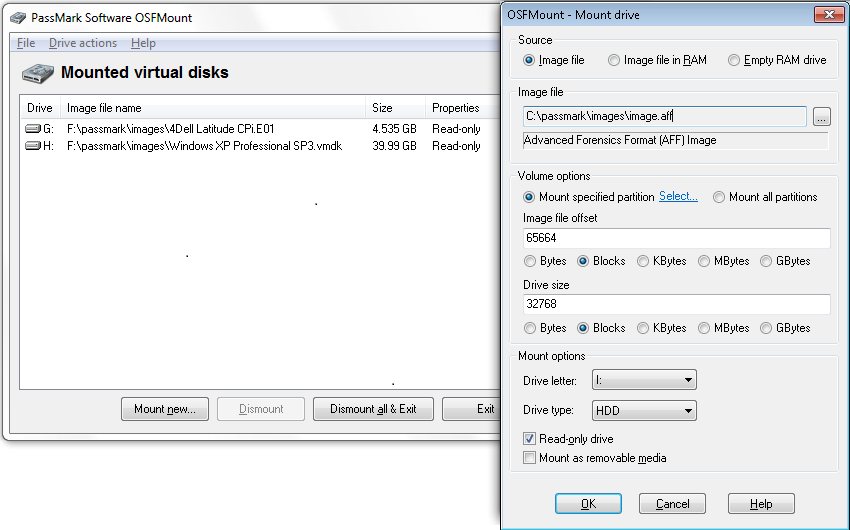 PassMark Software OSFMount
File Drive actions Help
Mounted virtual disks
Drive Image file name Size Properties
G: F:\passmark\images\4Dell Latitude CPi.E01 4.535 GB Read-only
H: F:\passmark\images\Windows XP Professional SP3.vmdk 39.99 GB Read-only
Mount new... Dismount Dismount all & Exit Exit
OSFMount - Mount drive
Source
Image file Image file in RAM Empty RAM drive
Image file
C:\passmark\images\image.aff ...
Advanced Forensics Format (AFF) Image
Volume options
Mount specified partition Select... Mount all partitions
Image file offset
65664
Bytes Blocks KBytes MBytes GBytes
Drive size
32768
Bytes Blocks KBytes MBytes GBytes
Mount options
Drive letter: I:
Drive type: HDD
Read-only drive
Mount as removable media
OK Cancel Help